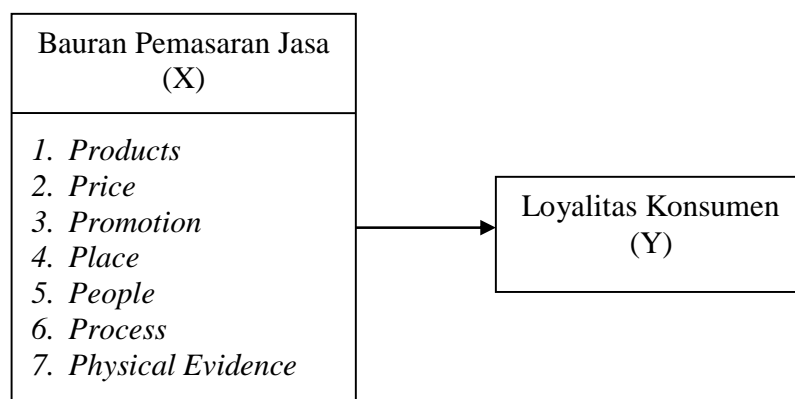 Bauran Pemasaran Jasa
(X)
1. Products
2. Price
3. Promotion
4. Place
5. People
6. Process
7. Physical Evidence
Loyalitas Konsumen
(Y)